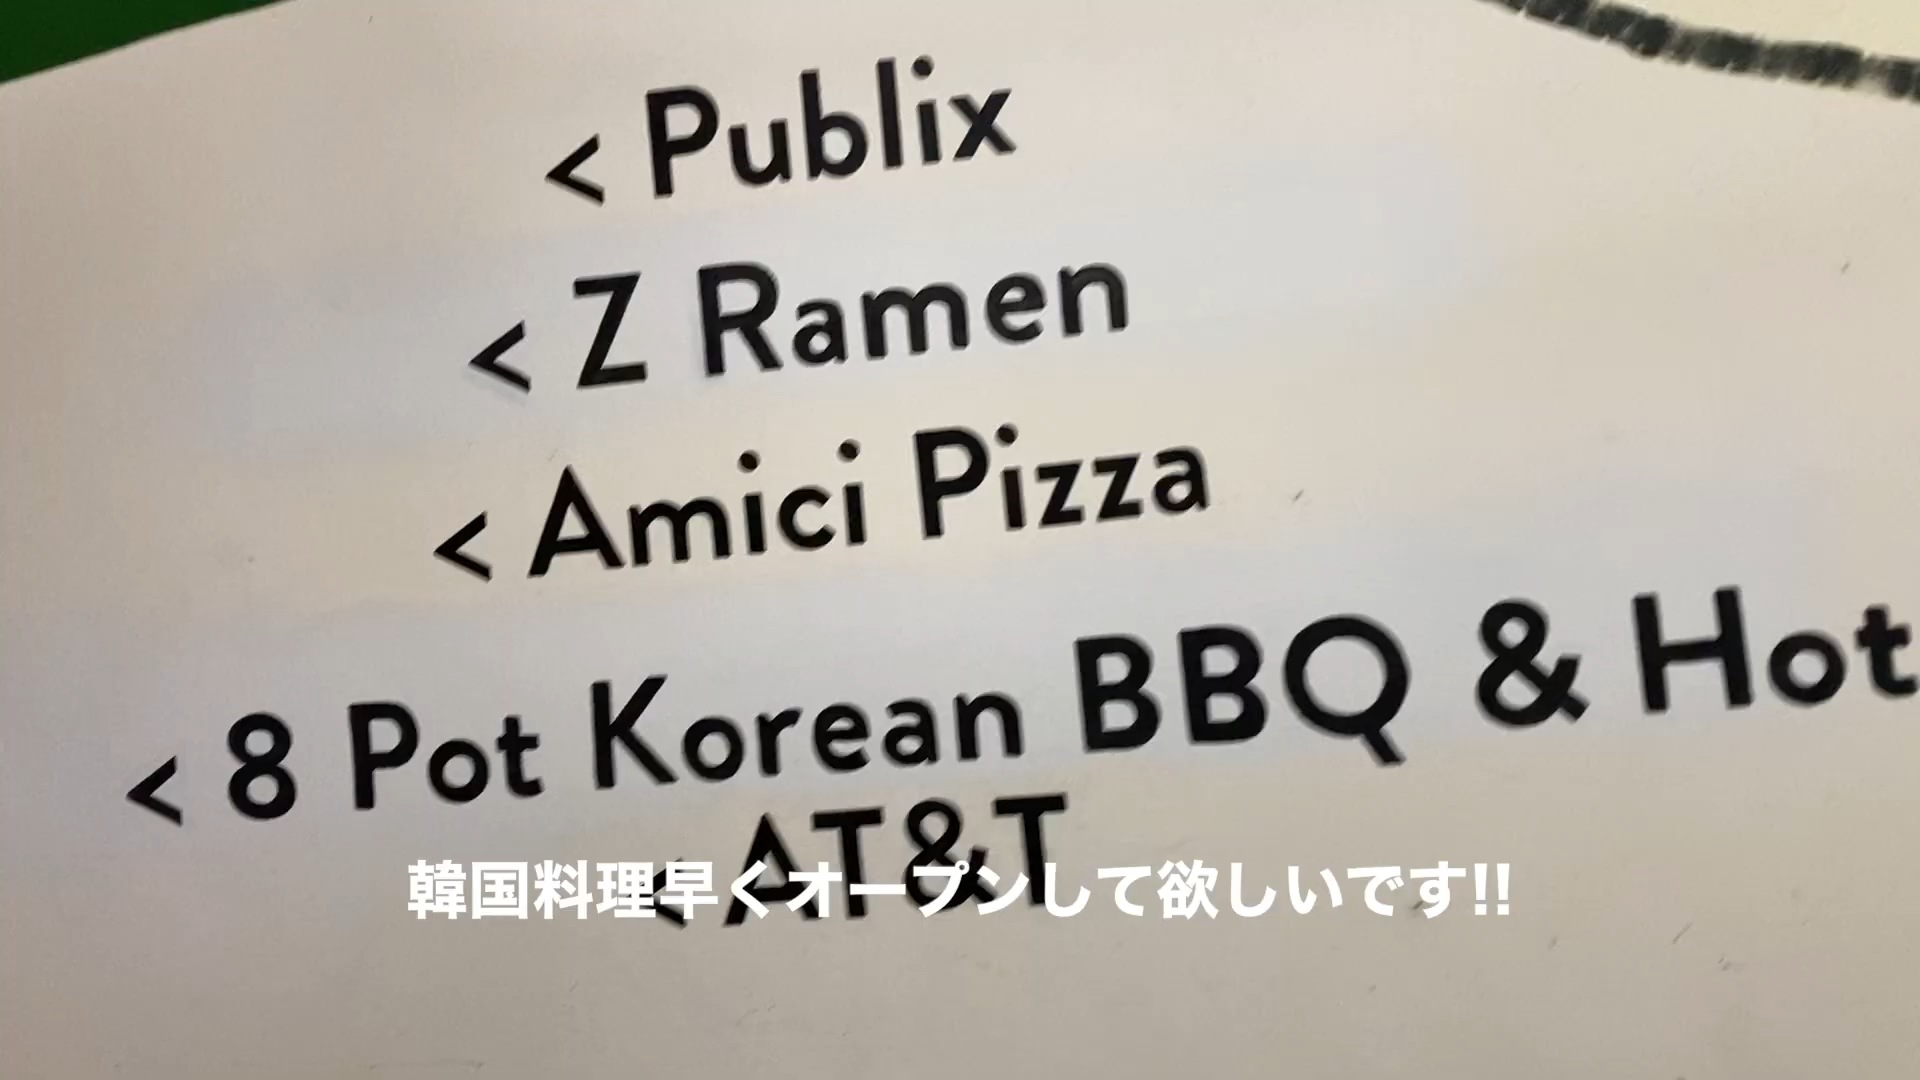 < Publix
< Z Ramen
< Amici Pizza
< 8 Pot Korean BBQ & Hot
< AT&T
韓国料理早くオープンして欲しいです!!